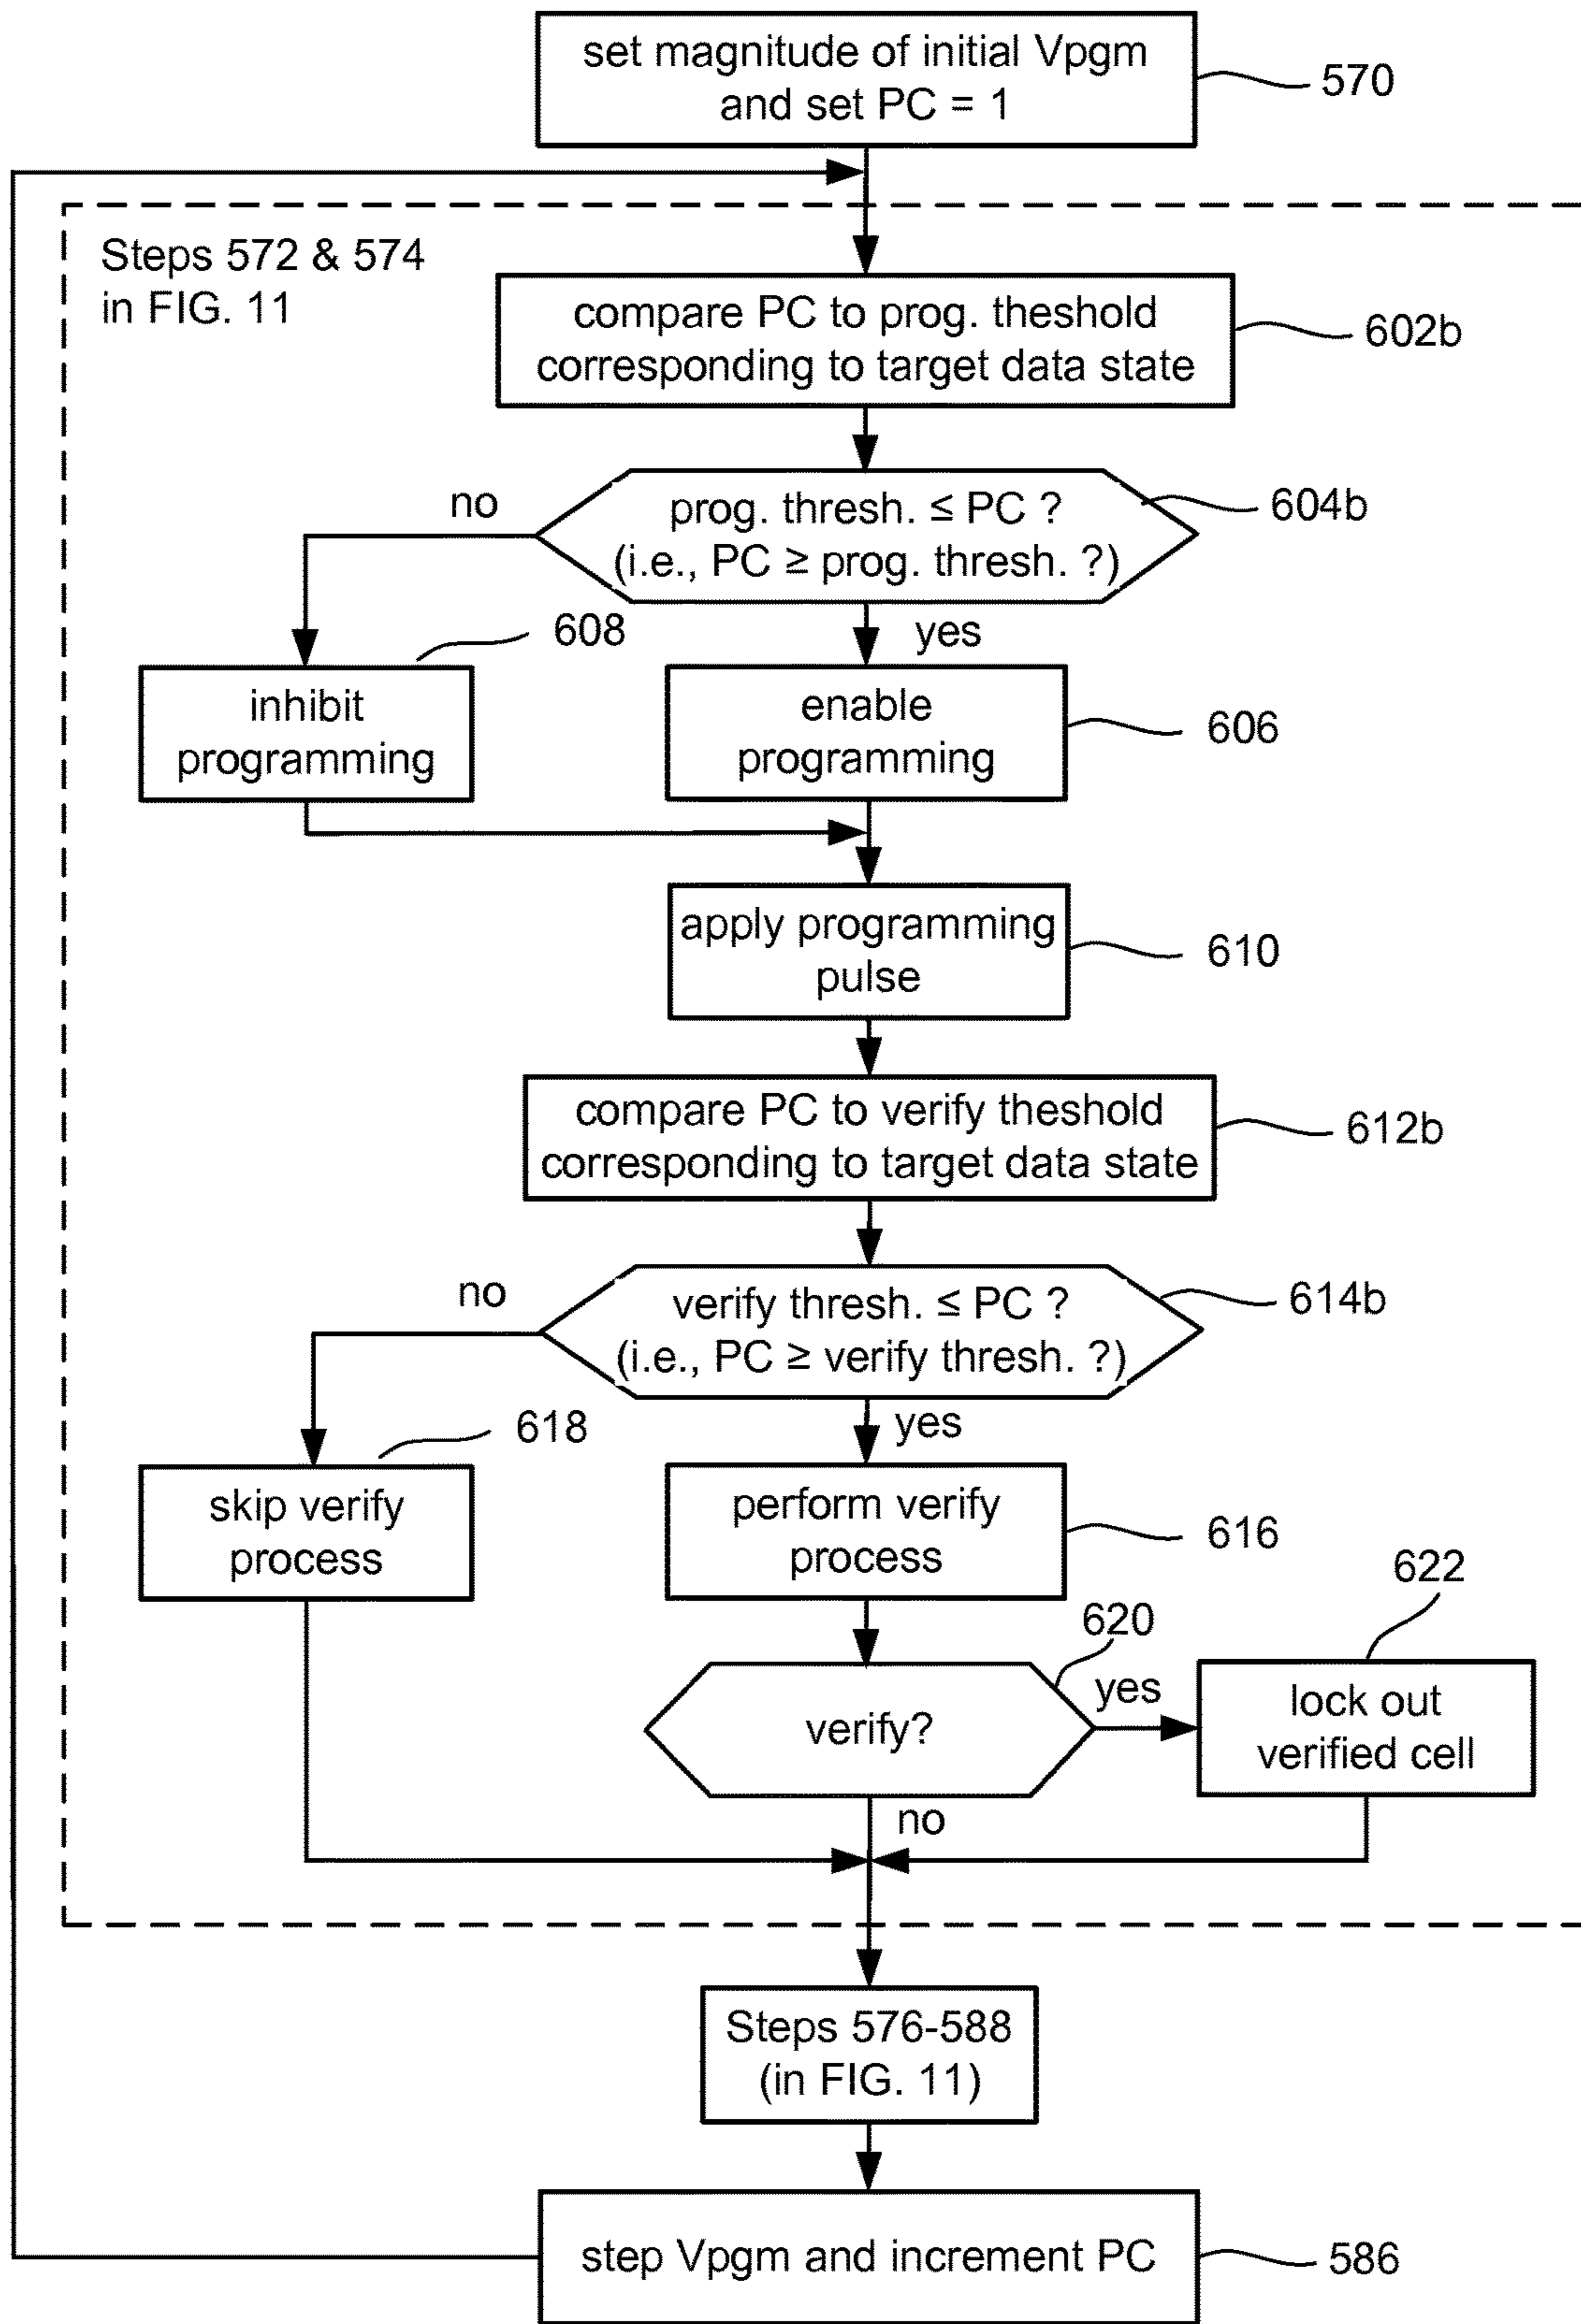 set magnitude of initial Vpgm
and set PC = 1
570
Steps 572 & 574
in FIG. 11
compare PC to prog. theshold
corresponding to target data state
602b
no
prog. thresh. ≤ PC ?
(i.e., PC ≥ prog. thresh. ?)
604b
608
yes
inhibit
programming
enable
programming
606
apply programming
pulse
610
compare PC to verify theshold
corresponding to target data state
612b
no
verify thresh. ≤ PC ?
(i.e., PC ≥ verify thresh. ?)
614b
618
yes
skip verify
process
perform verify
process
616
622
620
verify?
yes
lock out
verified cell
no
Steps 576-588
(in FIG. 11)
step Vpgm and increment PC
586